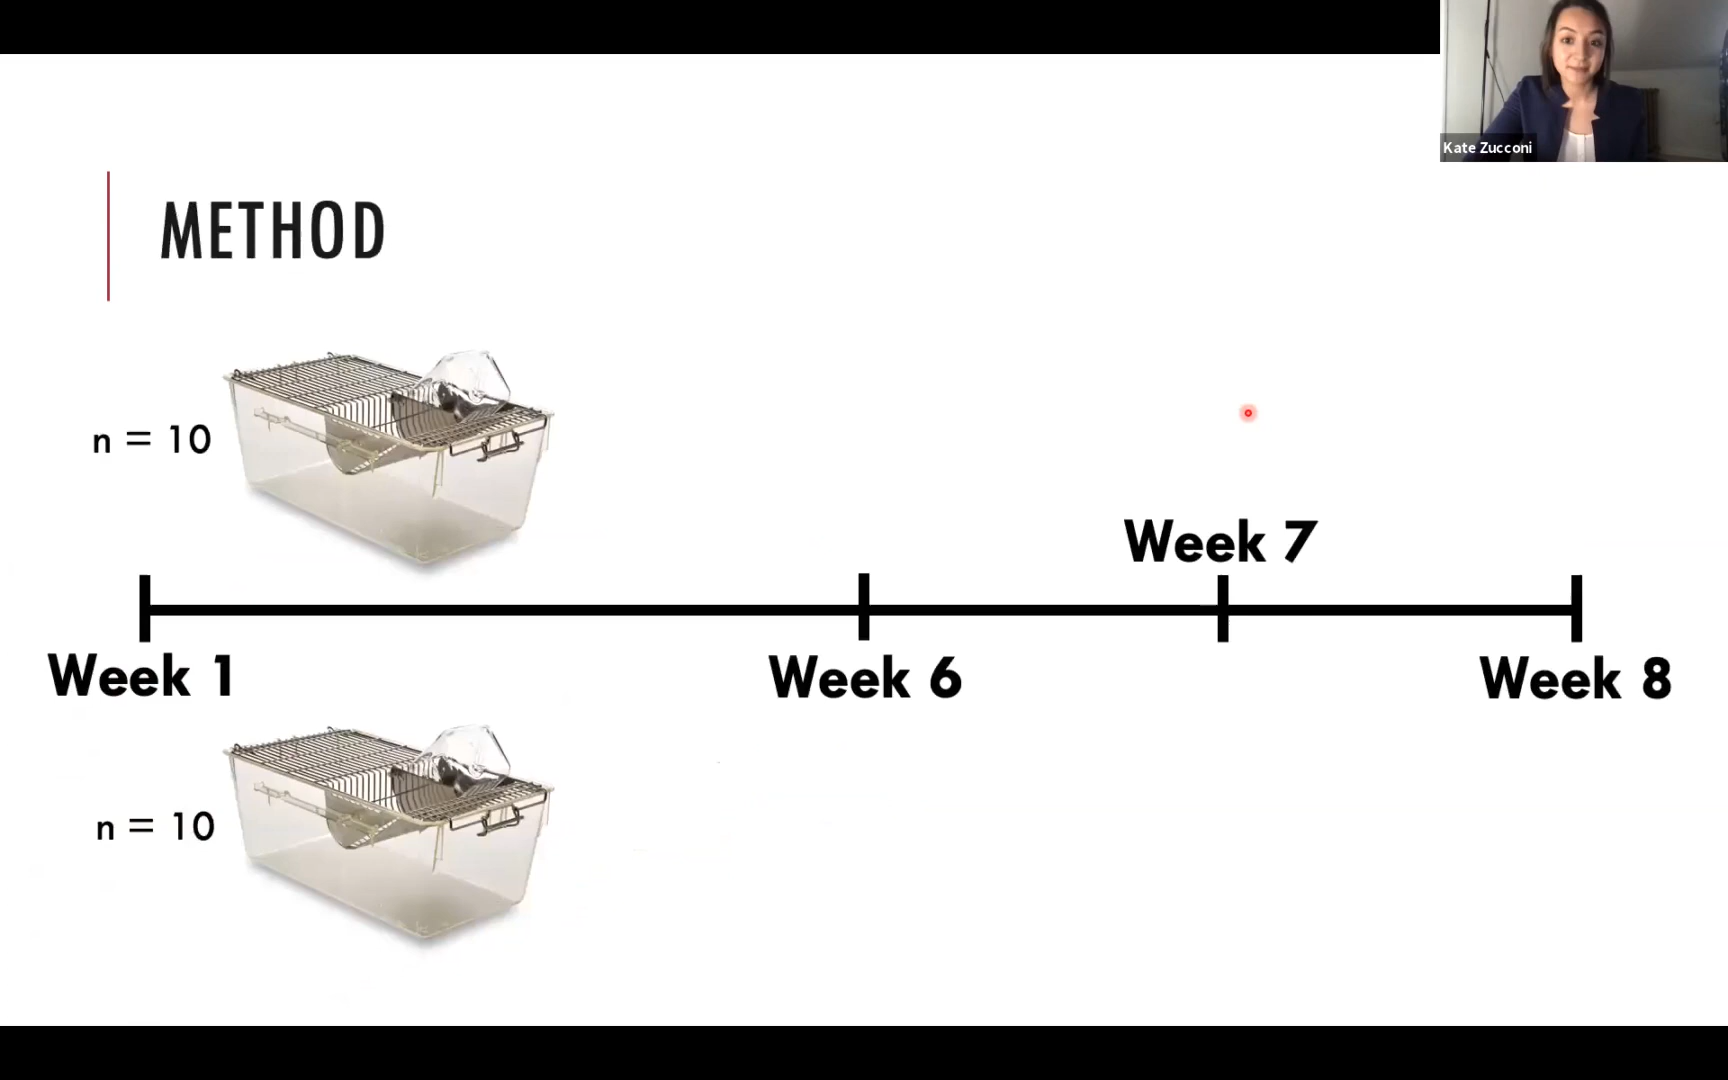 Kate Zucconi
METHOD
n = 10
Week 7
Week 1
Week 6
Week 8
n = 10